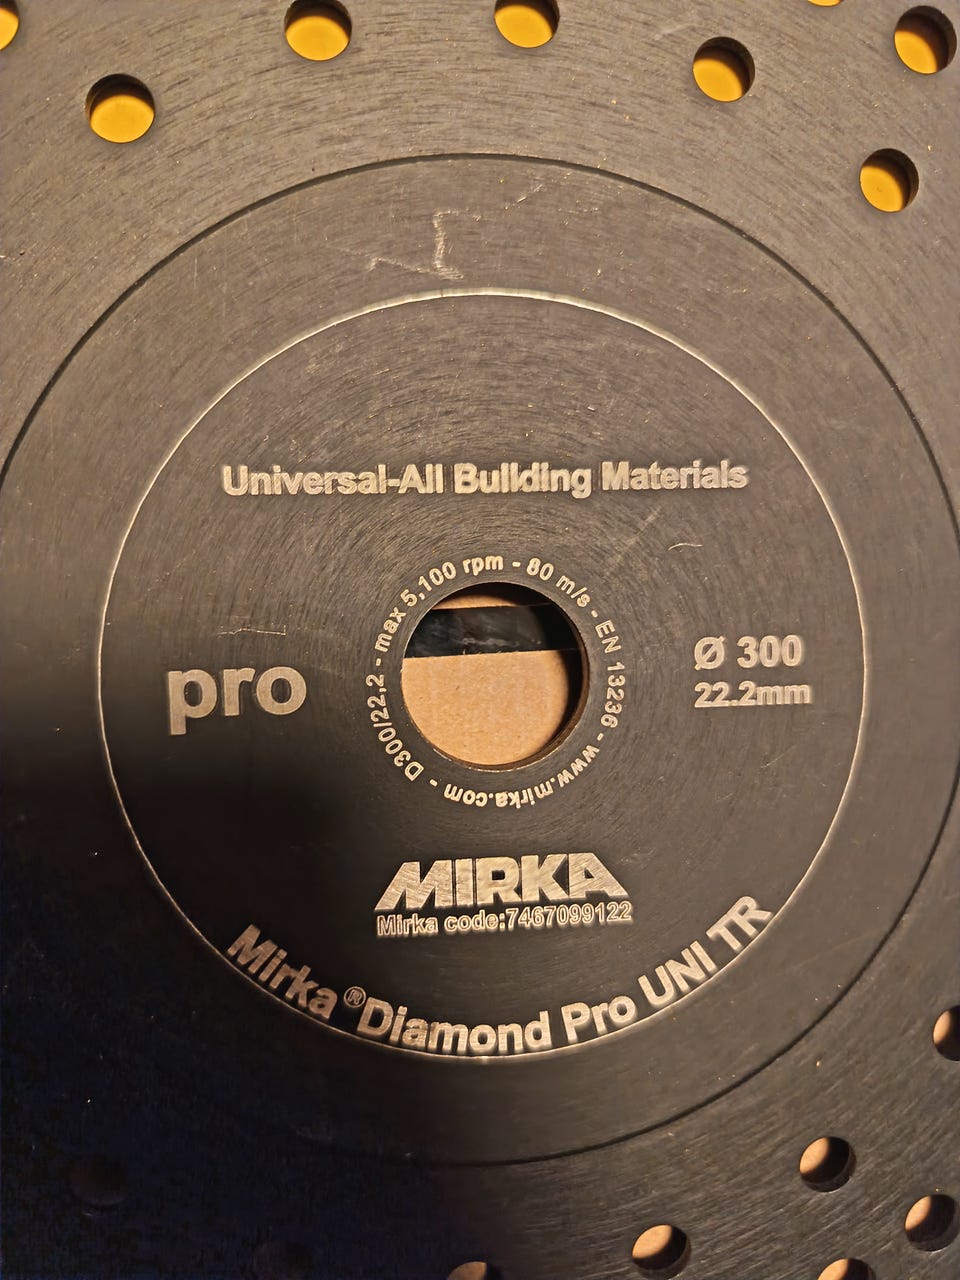 Universal-All Building Materials
D300/22,2 - max 5,100 rpm - 80 m/s - EN 13236 - www.mirka.com -
pro
Ø 300
22.2mm
MIRKA
Mirka code:7467099122
Mirka®Diamond Pro UNI TR